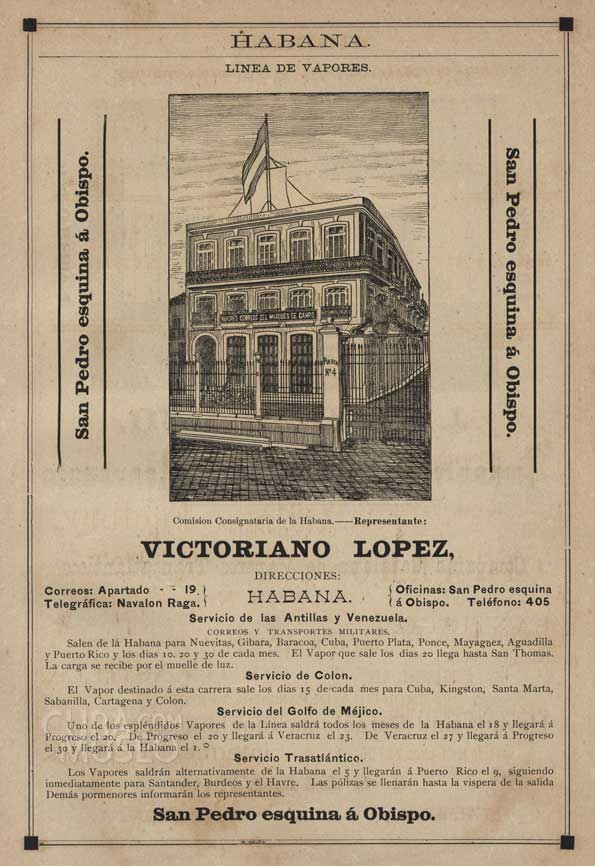 HABANA.
LINEA DE VAPORES.
San Pedro esquina á Obispo.
San Pedro esquina á Obispo.
VAPORES CORREOS DEL MARQUÉS DE CAMPO
PUERTA
Nº 4
Comision Consignataria de la Habana.——Representante:
VICTORIANO LOPEZ,
DIRECCIONES:
Correos: Apartado - - 19.
Telegráfica: Navalon Raga.
HABANA.
Oficinas: San Pedro esquina
á Obispo. Teléfono: 405
Servicio de las Antillas y Venezuela.
CORREOS Y TRANSPORTES MILITARES.
Salen de lá Habana para Nuevitas, Gibara, Baracoa, Cuba, Puerto Plata, Ponce, Mayagnez, Aguadilla
y Puerto Rico y los dias 10. 20 y 30 de cada mes. El Vapor que sale los dias 20 llega hasta San Thomas.
La carga se recibe por el muelle de luz.
Servicio de Colon.
El Vapor destinado á esta carrera sale los dias 15 de cada mes para Cuba, Kingston, Santa Marta,
Sabanilla, Cartagena y Colon.
Servicio del Golfo de Méjico.
Uno de los espléndidos Vapores de la Línea saldrá todos los meses de la Habana el 18 y llegará á
Progreso el 20. De Progreso el 20 y llegará á Veracruz el 23. De Veracruz el 27 y llegará á Progreso
el 30 y llegará á la Habana el 1.º
Servicio Trasatlántico.
Los Vapores saldrán alternativamente de la Habana el 5 y llegarán á Puerto Rico el 9, siguiendo
inmediatamente para Santander, Burdeos y el Havre. Las pólizas se llenarán hasta la vispera de la salida
Demás pormenores informarán los representantes.
San Pedro esquina á Obispo.